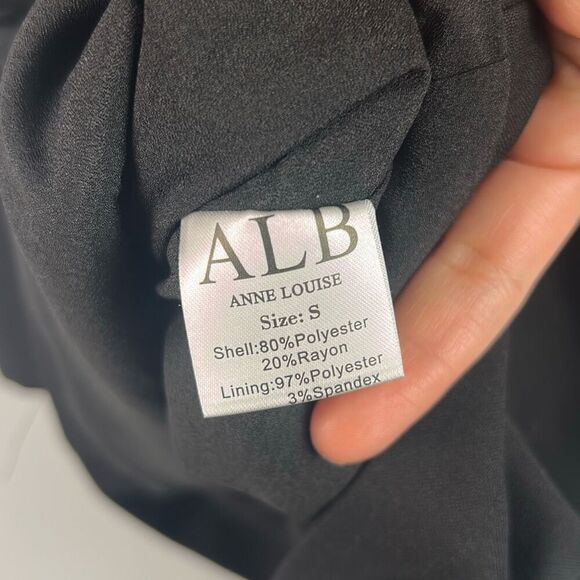 ALB
ANNE LOUISE
Size: S
Shell:80%Polyester
20%Rayon
Lining:97%Polyester
3%Spandex